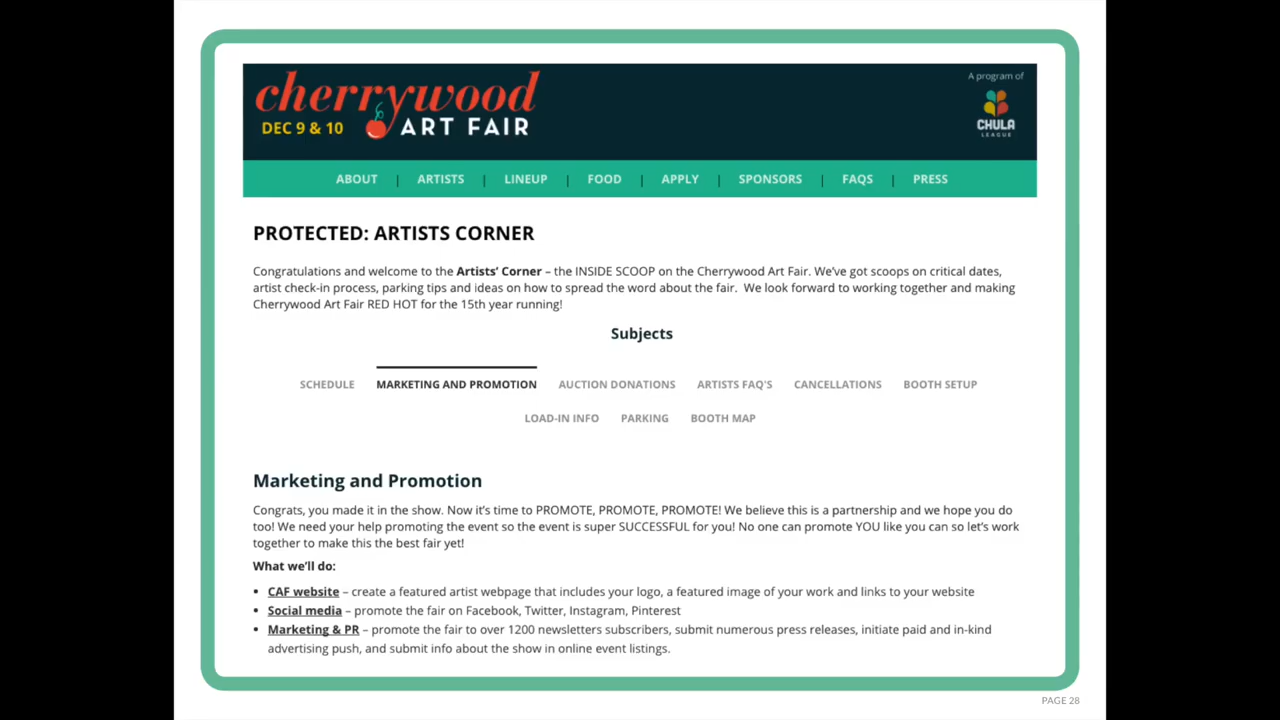 cherrywood
DEC 9 & 10
ART FAIR
A program of
CHULA
LEAGUE
ABOUT | ARTISTS | LINEUP | FOOD | APPLY | SPONSORS | FAQS | PRESS
PROTECTED: ARTISTS CORNER
Congratulations and welcome to the Artists’ Corner – the INSIDE SCOOP on the Cherrywood Art Fair. We’ve got scoops on critical dates,
artist check-in process, parking tips and ideas on how to spread the word about the fair.  We look forward to working together and making
Cherrywood Art Fair RED HOT for the 15th year running!
Subjects
SCHEDULE MARKETING AND PROMOTION AUCTION DONATIONS ARTISTS FAQ'S CANCELLATIONS BOOTH SETUP
LOAD-IN INFO PARKING BOOTH MAP
Marketing and Promotion
Congrats, you made it in the show. Now it’s time to PROMOTE, PROMOTE, PROMOTE! We believe this is a partnership and we hope you do
too! We need your help promoting the event so the event is super SUCCESSFUL for you! No one can promote YOU like you can so let’s work
together to make this the best fair yet!
What we’ll do:
• CAF website – create a featured artist webpage that includes your logo, a featured image of your work and links to your website
• Social media – promote the fair on Facebook, Twitter, Instagram, Pinterest
• Marketing & PR – promote the fair to over 1200 newsletters subscribers, submit numerous press releases, initiate paid and in-kind
advertising push, and submit info about the show in online event listings.
PAGE 28